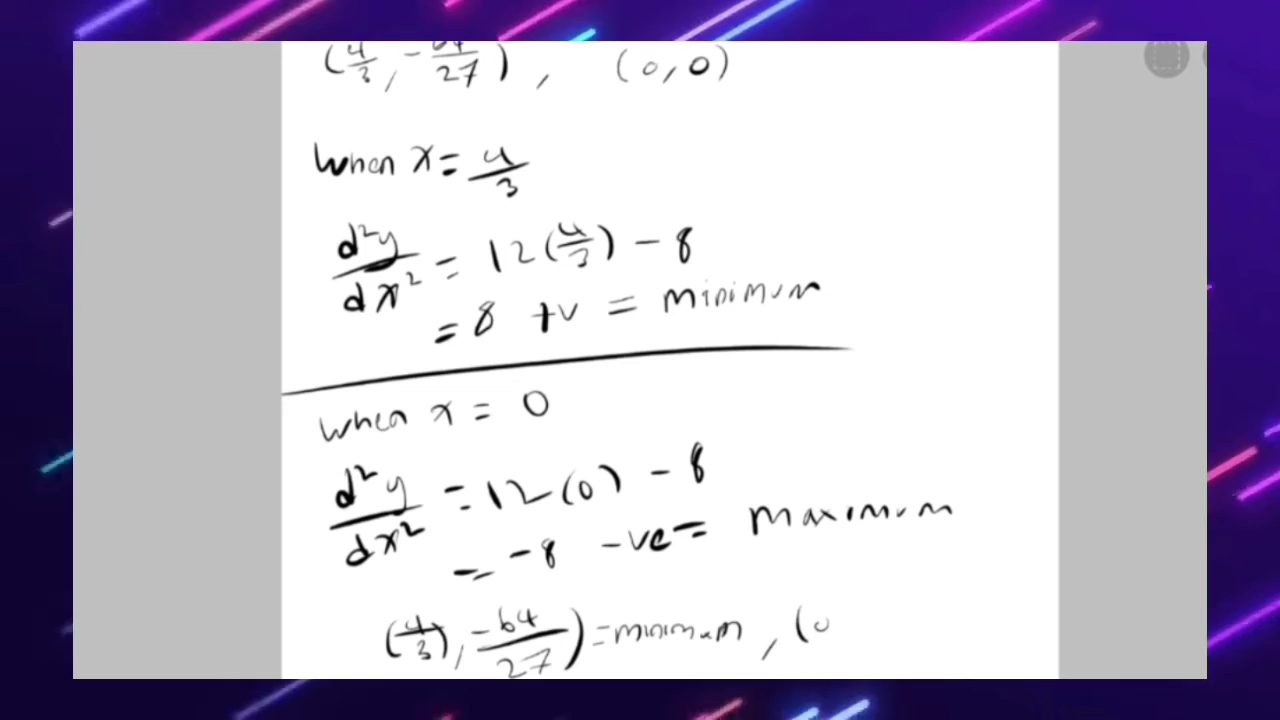 (4/3, -64/27), (0,0)
When x = 4/3
d²y/dx² = 12(4/3) - 8
= 8 +v = minimum
When x = 0
d²y/dx² = 12(0) - 8
= -8 -ve = maximum
(4/3), -64/27) = minimum, (0